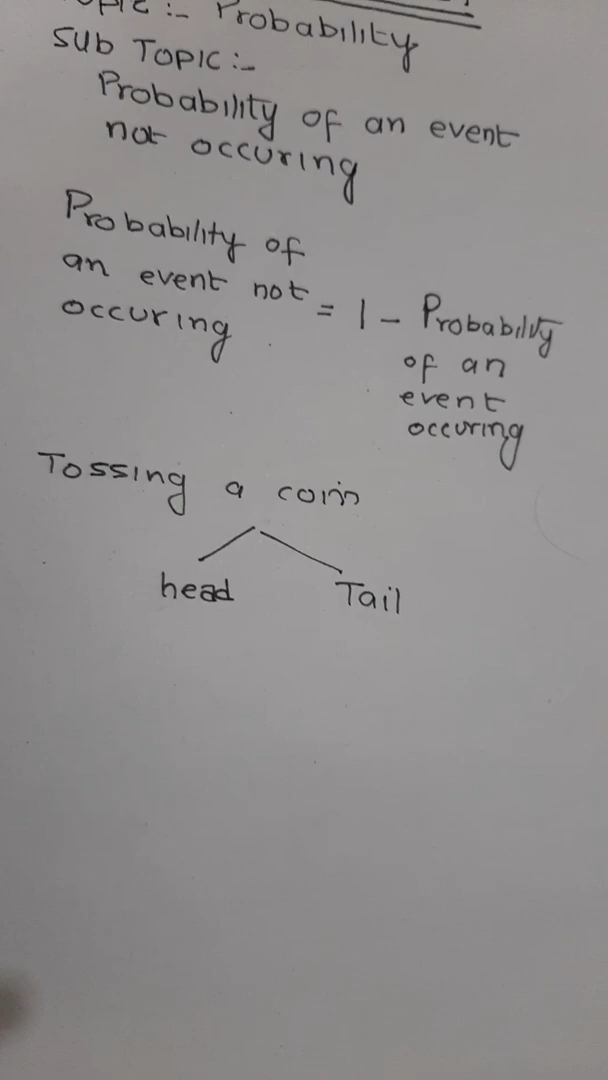 Topic :- Probability
Sub Topic :-
Probability of an event
not occuring
Probability of
an event not = 1 - Probability
occuring
of an
event
occuring
Tossing a coin
head Tail